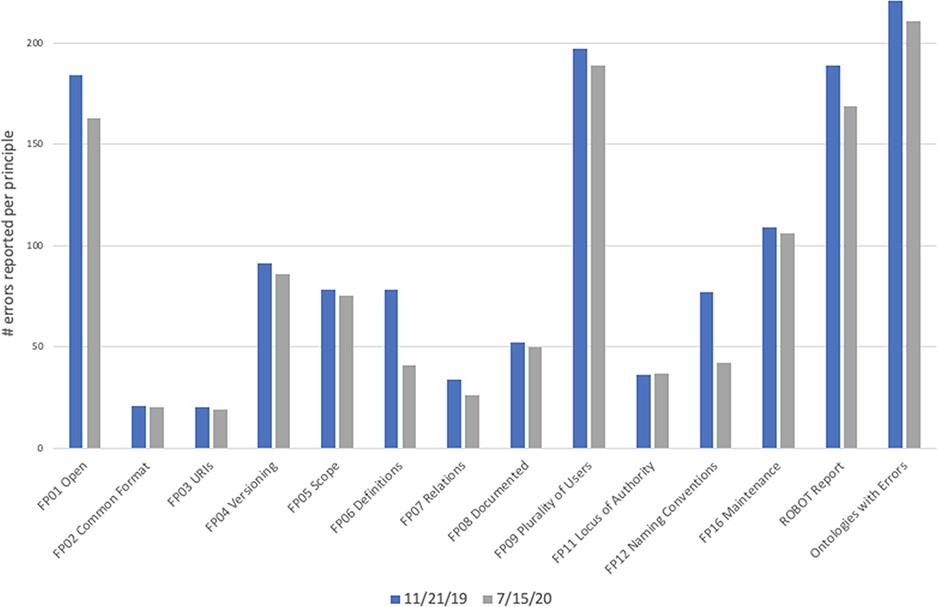 # errors reported per principle
200
150
100
50
0
FP01 Open
FP02 Common Format
FP03 URIs
FP04 Versioning
FP05 Scope
FP06 Definitions
FP07 Relations
FP08 Documented
FP09 Plurality of Users
FP11 Locus of Authority
FP12 Naming Conventions
FP16 Maintenance
ROBOT Report
Ontologies with Errors
11/21/19 7/15/20